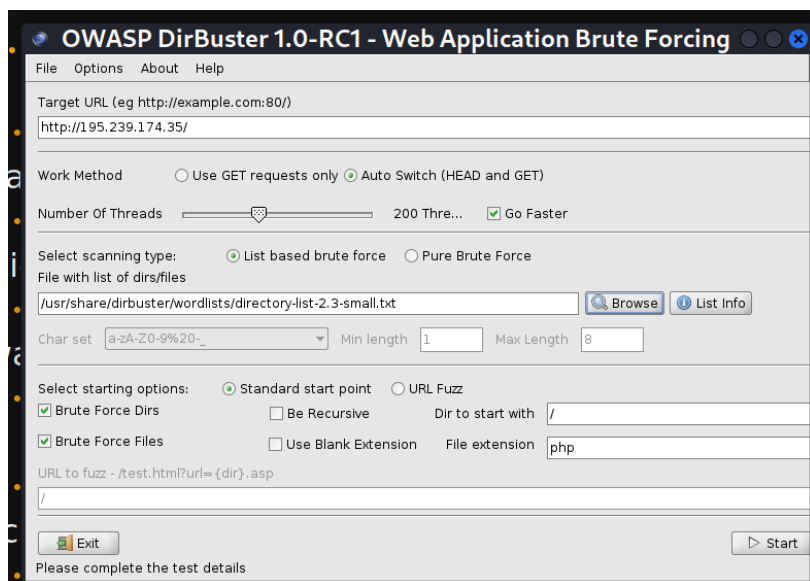 OWASP DirBuster 1.0-RC1 - Web Application Brute Forcing
File Options About Help
Target URL (eg http://example.com:80/)
http://195.239.174.35/
Work Method Use GET requests only Auto Switch (HEAD and GET)
Number Of Threads 200 Thre... Go Faster
Select scanning type: List based brute force Pure Brute Force
File with list of dirs/files
/usr/share/dirbuster/wordlists/directory-list-2.3-small.txt Browse List Info
Char set a-zA-Z0-9%20-_ Min length 1 Max Length 8
Select starting options: Standard start point URL Fuzz
Brute Force Dirs Be Recursive Dir to start with /
Brute Force Files Use Blank Extension File extension php
URL to fuzz - /test.html?url={dir}.asp
/
Exit Start
Please complete the test details